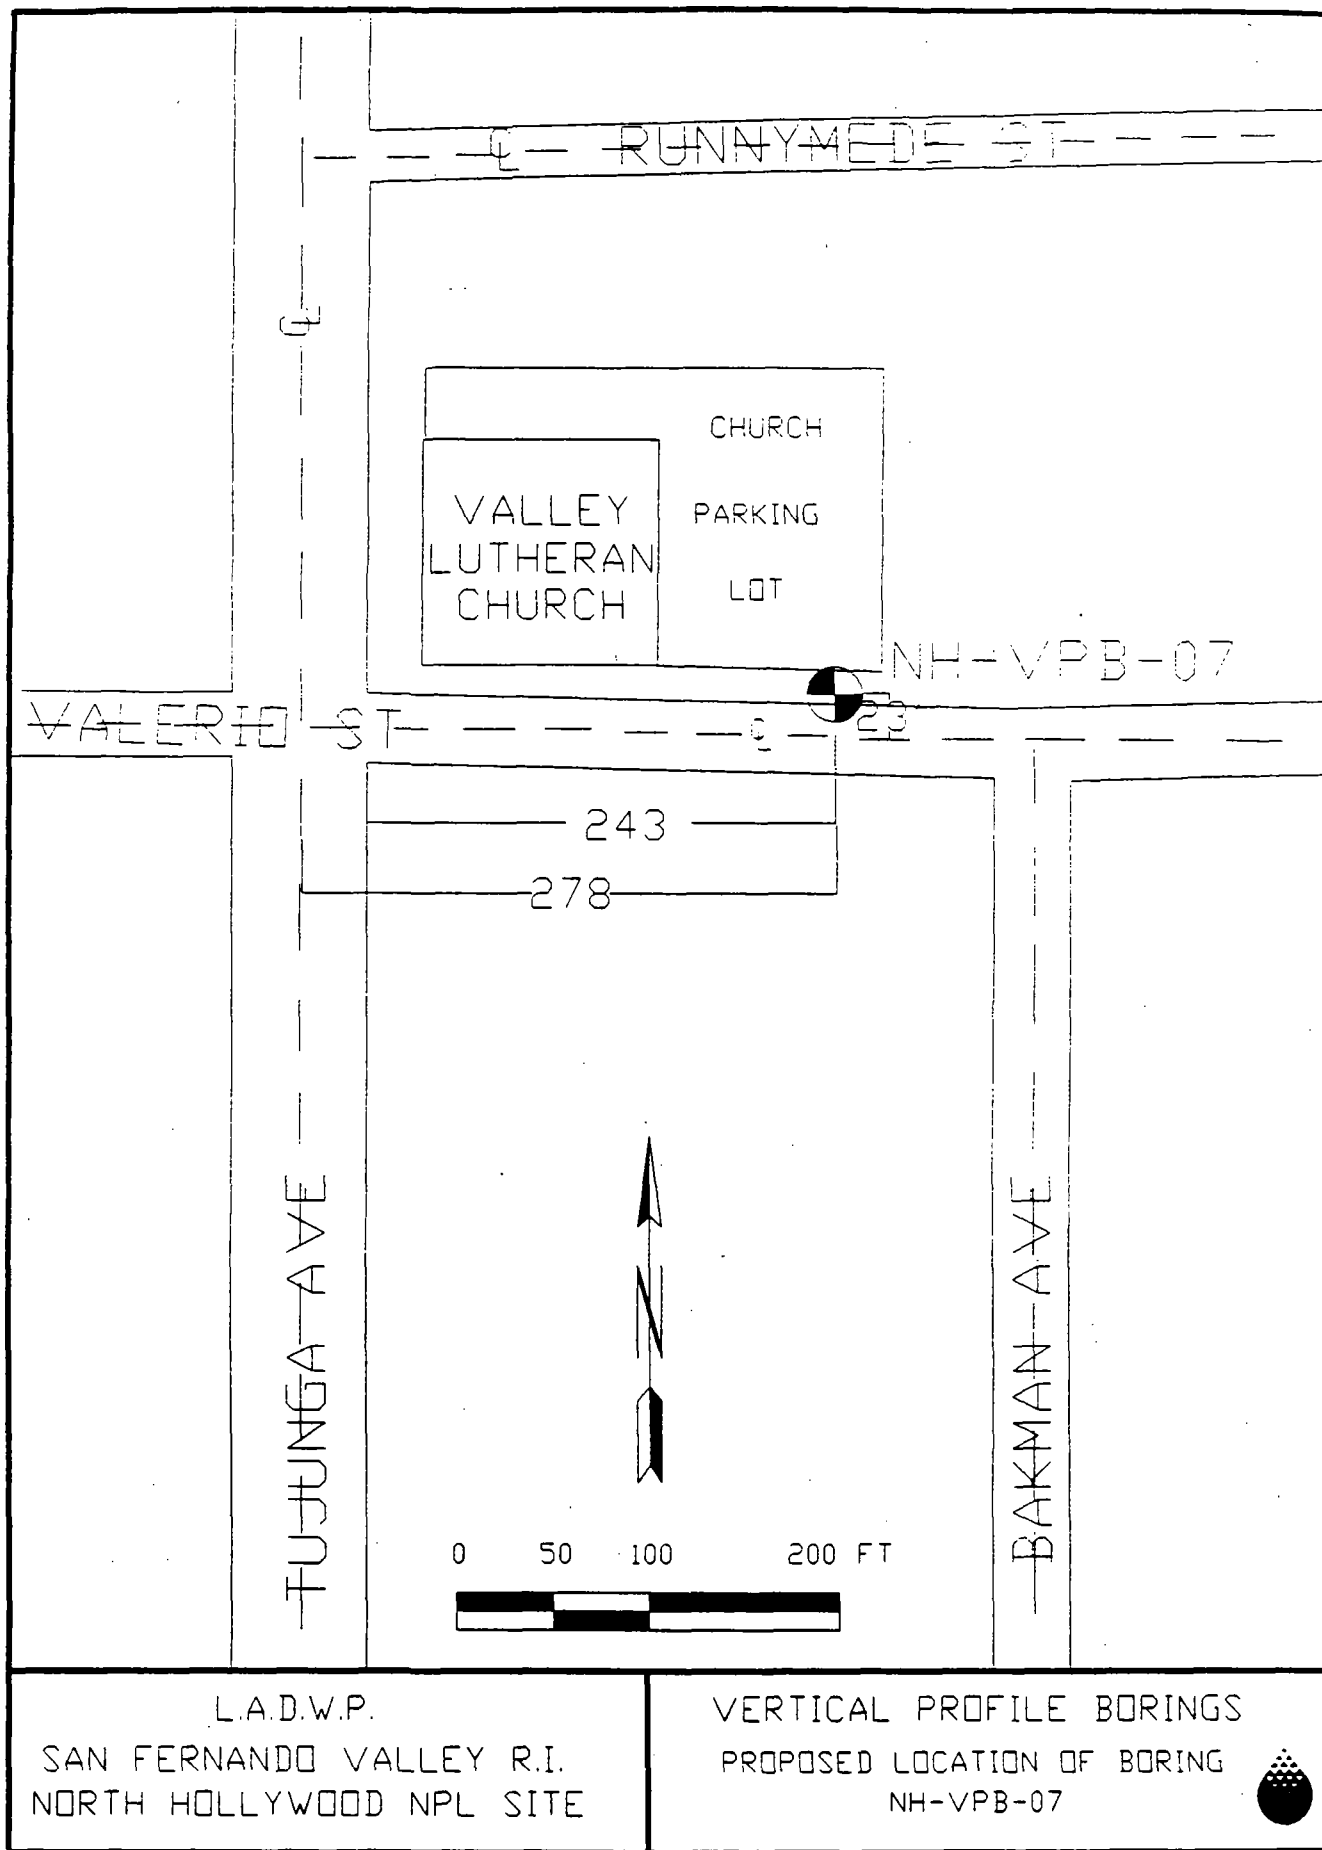 RUNNYMEDE ST
CHURCH
PARKING
LOT
VALLEY
LUTHERAN
CHURCH
NH-VPB-07
23
VALERIO ST
243
278
TUJUNGA AVE
BAKMAN AVE
N
0 50 100 200 FT
L.A.D.W.P.
SAN FERNANDO VALLEY R.I.
NORTH HOLLYWOOD NPL SITE
VERTICAL PROFILE BORINGS
PROPOSED LOCATION OF BORING
NH-VPB-07